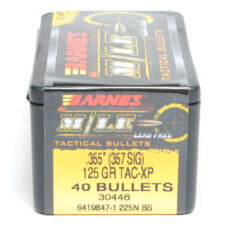 BARNES
M/LE
LEAD FREE
TACTICAL BULLETS
.355" (357 SIG)
125 GR TAC-XP
40 BULLETS
30446
6419847-1 225N BS